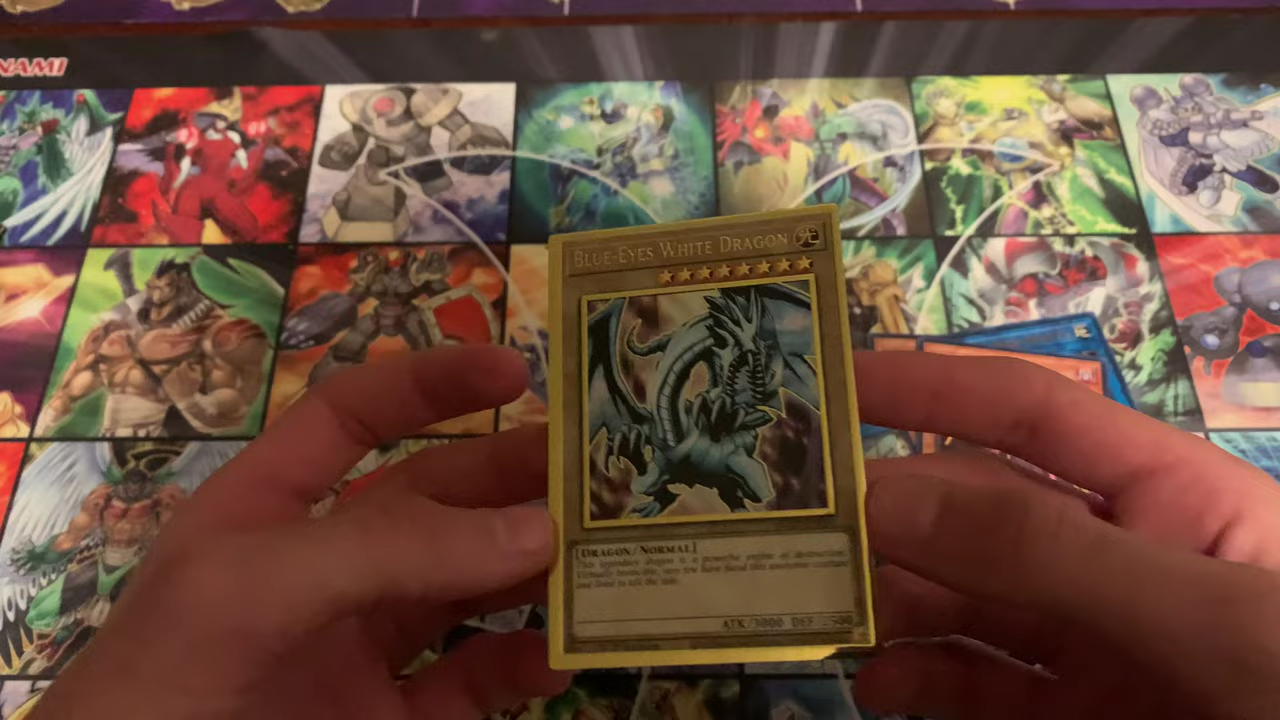 NAMI
BLUE-EYES WHITE DRAGON
[DRAGON/NORMAL]
This legendary dragon is a powerful engine of destruction.
Virtually invincible, very few have faced this awesome creature
and lived to tell the tale.
ATK/3000 DEF 2500